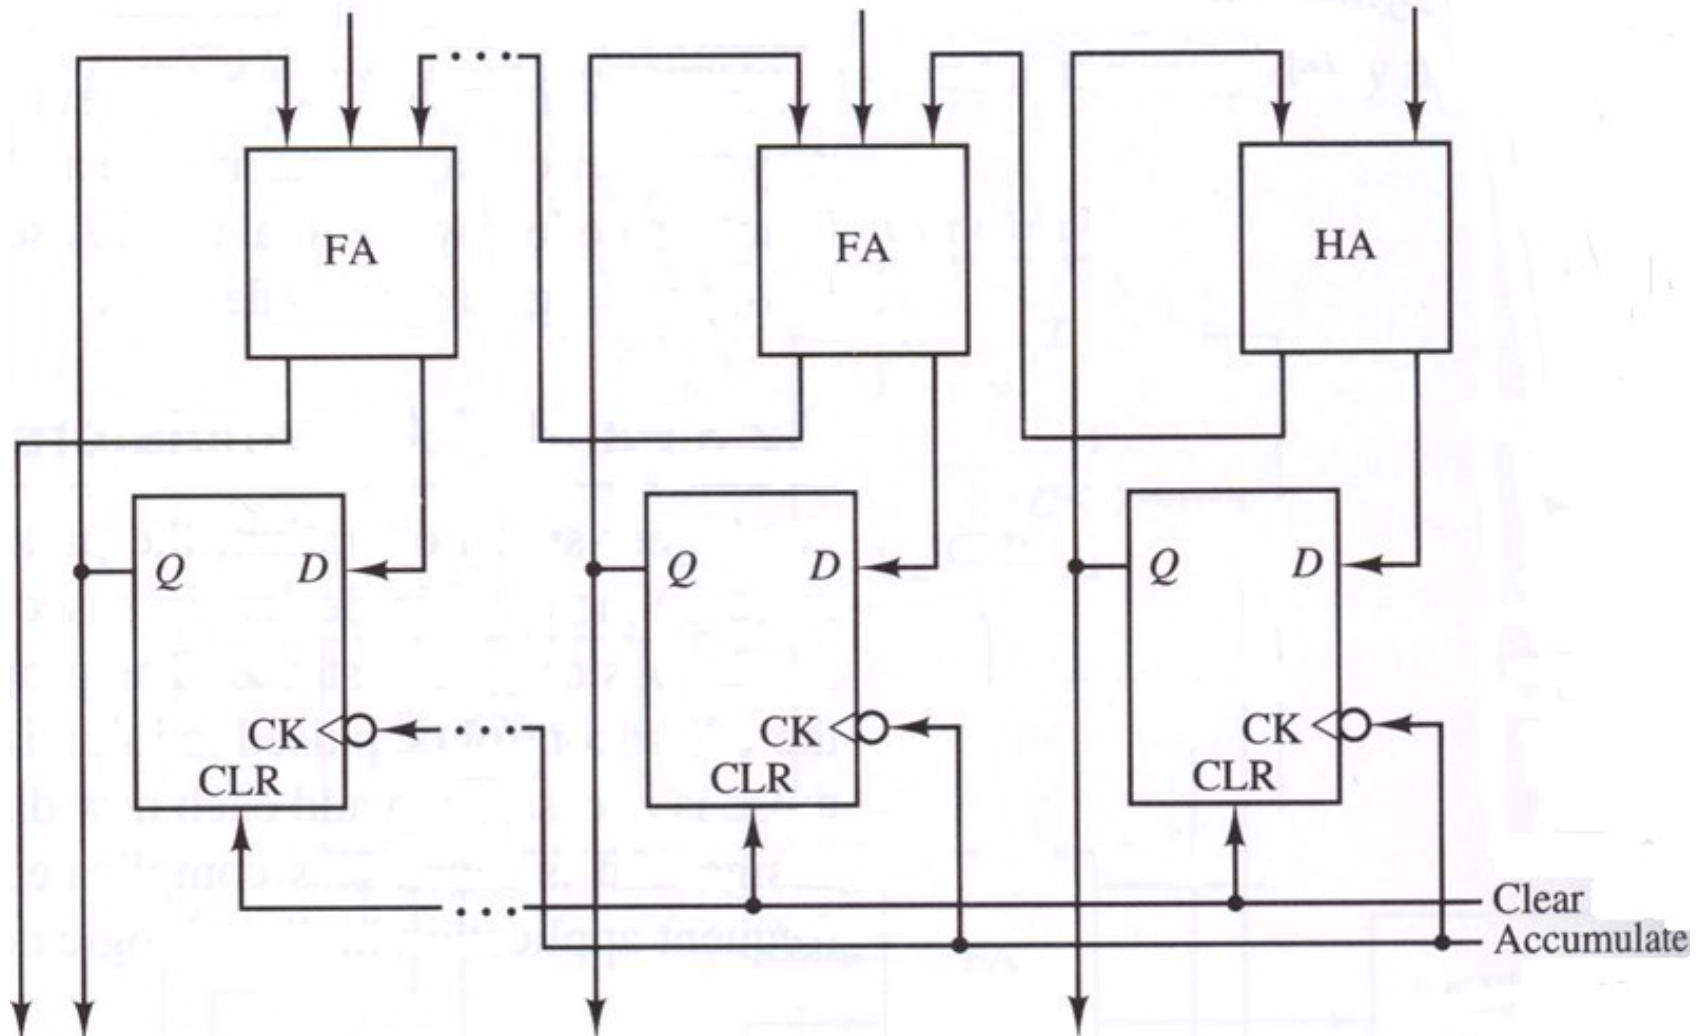 FA
FA
HA
Q D
Q D
Q D
CK
CK
CK
CLR
CLR
CLR
Clear
Accumulate